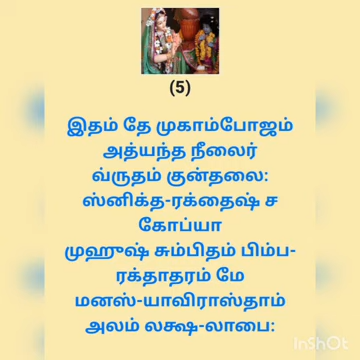 (5)
இதம் தே முகாம்போஜம்
அத்யந்த நீலைர்
வ்ருதம் குன்தலை:
ஸ்னிக்த-ரக்தைஷ் ச
கோப்யா
முஹுஷ் சும்பிதம் பிம்ப-
ரக்தாதரம் மே
மனஸ்-யாவிராஸ்தாம்
அலம் லக்ஷ-லாபை:
InShOt